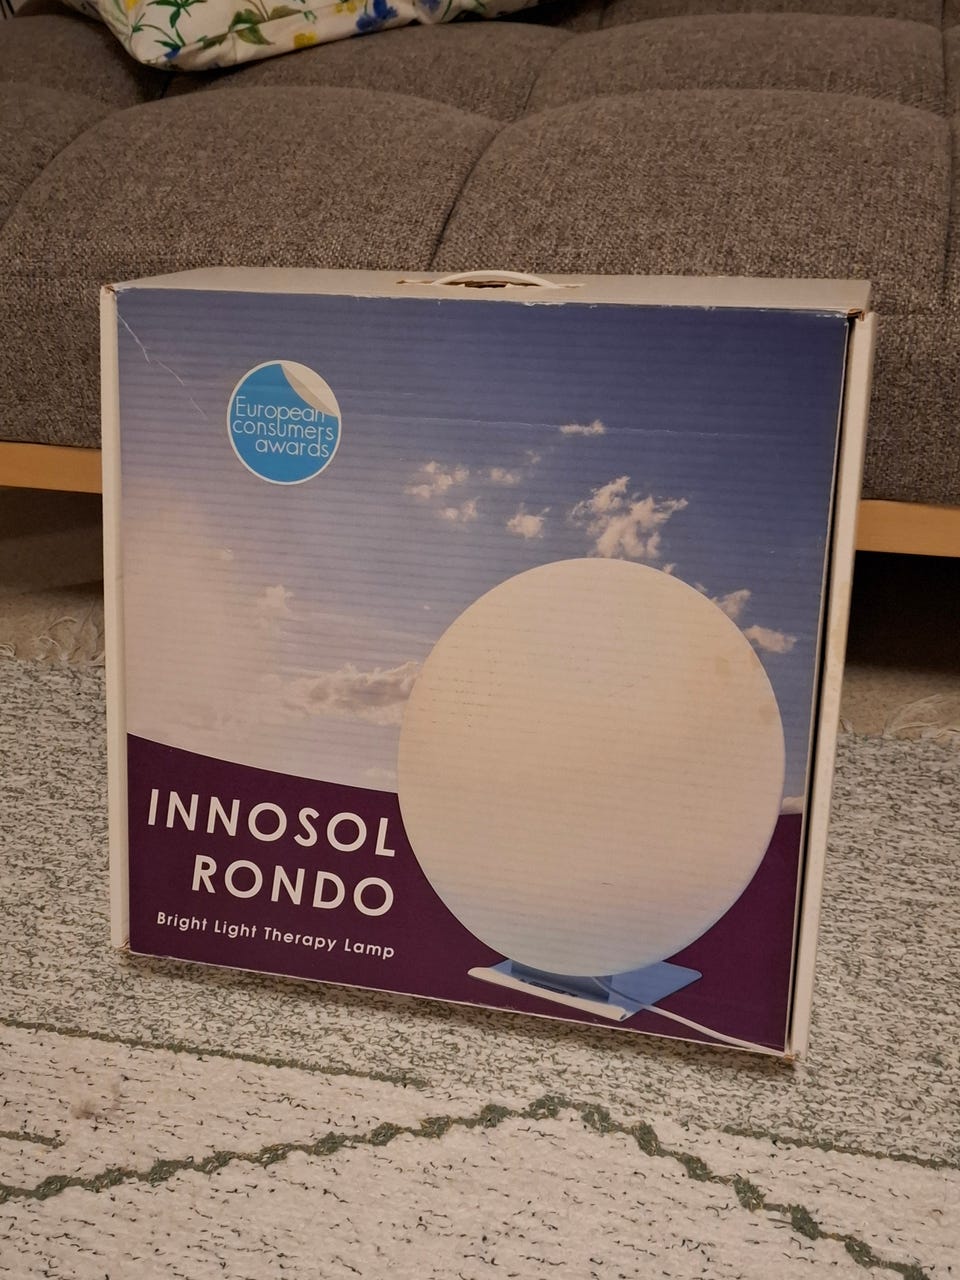 European
consumers
awards
INNOSOL
RONDO
Bright Light Therapy Lamp